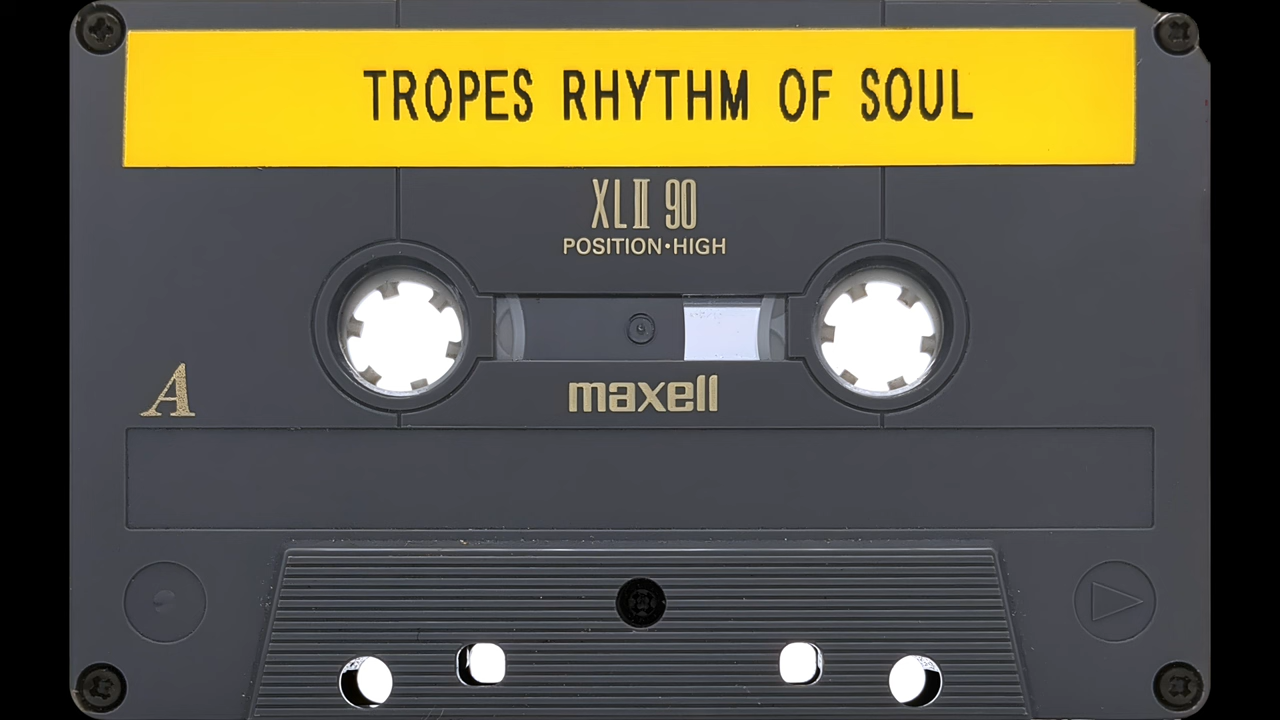 TROPES RHYTHM OF SOUL
XLII 90
POSITION•HIGH
maxell
A